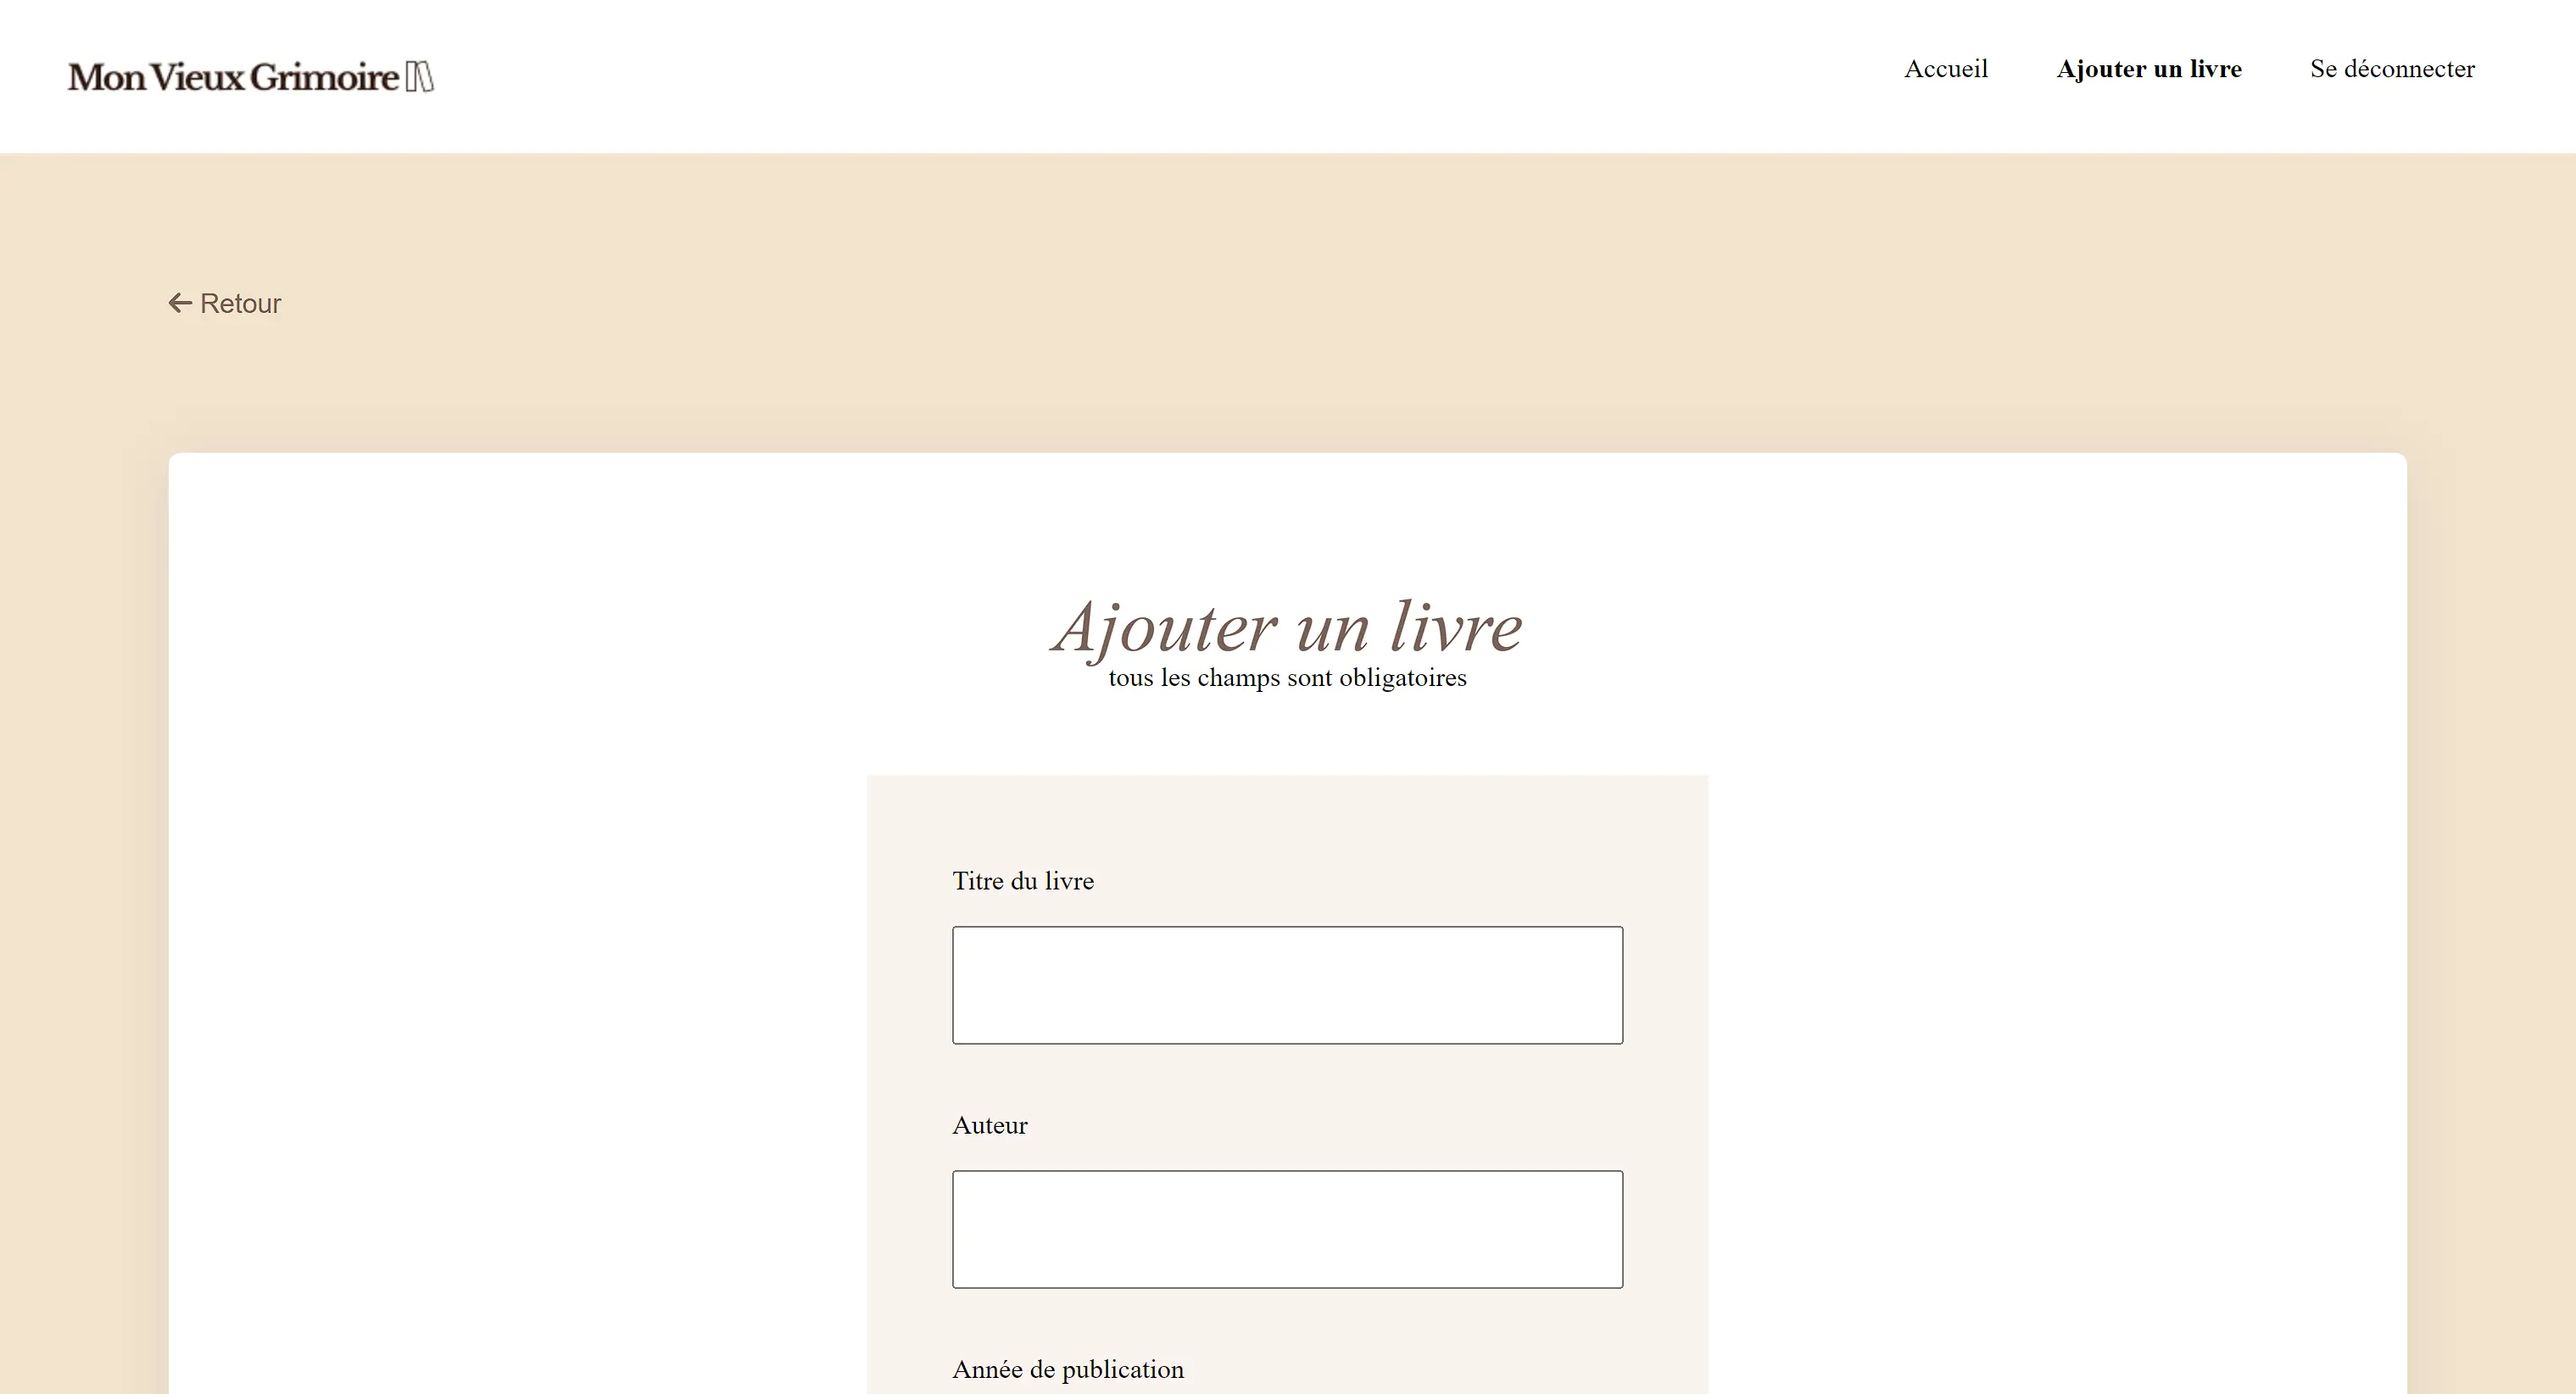 Mon Vieux Grimoire
Accueil
Ajouter un livre
Se déconnecter
Retour
Ajouter un livre
tous les champs sont obligatoires
Titre du livre
Auteur
Année de publication